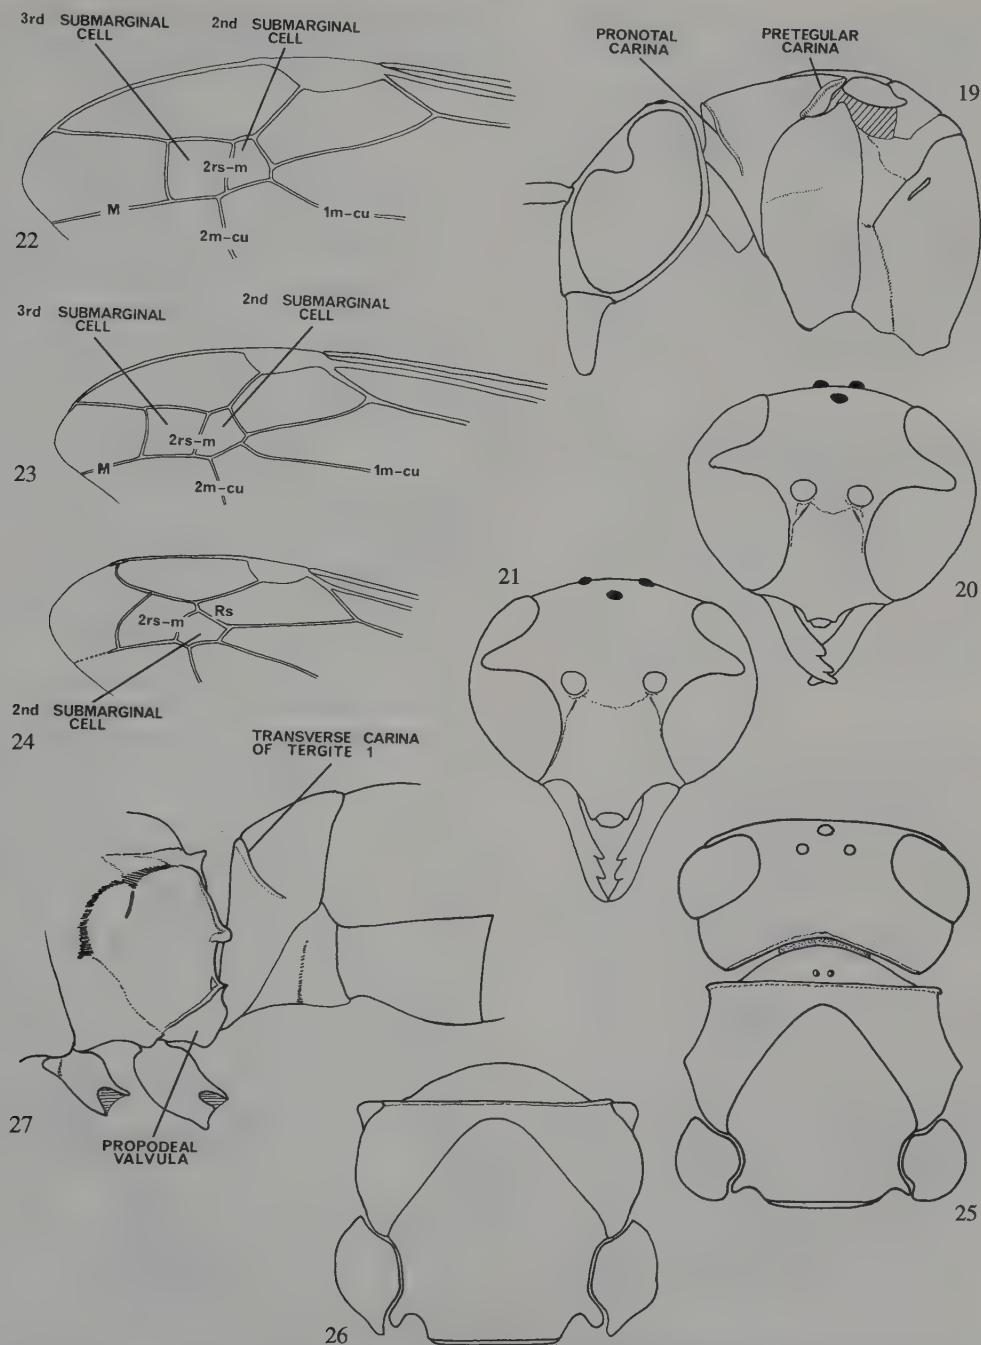 3rd SUBMARGINAL
CELL
2nd SUBMARGINAL
CELL
2rs-m
M
1m-cu
2m-cu
22
PRONOTAL
CARINA
PRETEGULAR
CARINA
19
3rd SUBMARGINAL
CELL
2nd SUBMARGINAL
CELL
2rs-m
M
1m-cu
2m-cu
23
20
21
Rs
2rs-m
2nd SUBMARGINAL
CELL
24
TRANSVERSE CARINA
OF TERGITE 1
27
PROPODEAL
VALVULA
25
26